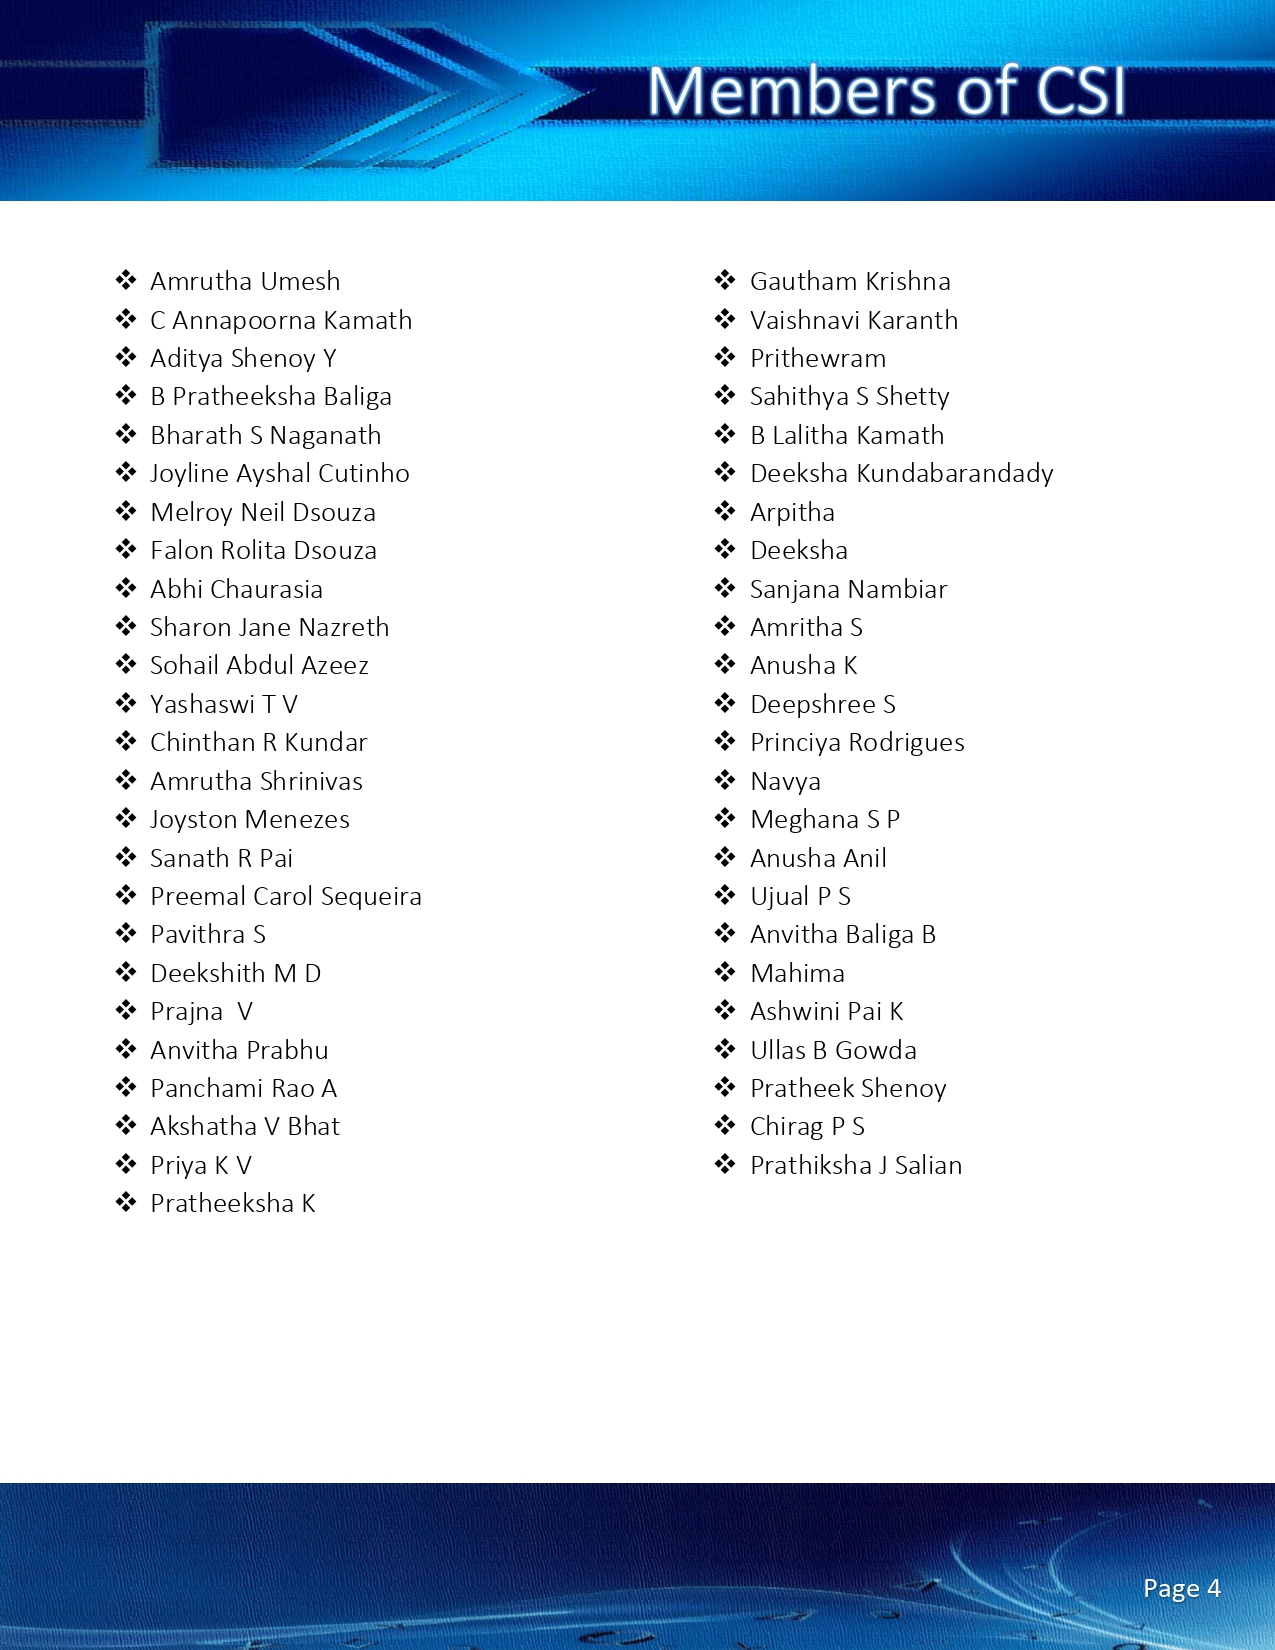 Members of CSI
❖ Amrutha Umesh
❖ C Annapoorna Kamath
❖ Aditya Shenoy Y
❖ B Pratheeksha Baliga
❖ Bharath S Naganath
❖ Joyline Ayshal Cutinho
❖ Melroy Neil Dsouza
❖ Falon Rolita Dsouza
❖ Abhi Chaurasia
❖ Sharon Jane Nazreth
❖ Sohail Abdul Azeez
❖ Yashaswi T V
❖ Chinthan R Kundar
❖ Amrutha Shrinivas
❖ Joyston Menezes
❖ Sanath R Pai
❖ Preemal Carol Sequeira
❖ Pavithra S
❖ Deekshith M D
❖ Prajna  V
❖ Anvitha Prabhu
❖ Panchami Rao A
❖ Akshatha V Bhat
❖ Priya K V
❖ Pratheeksha K
❖ Gautham Krishna
❖ Vaishnavi Karanth
❖ Prithewram
❖ Sahithya S Shetty
❖ B Lalitha Kamath
❖ Deeksha Kundabarandady
❖ Arpitha
❖ Deeksha
❖ Sanjana Nambiar
❖ Amritha S
❖ Anusha K
❖ Deepshree S
❖ Princiya Rodrigues
❖ Navya
❖ Meghana S P
❖ Anusha Anil
❖ Ujual P S
❖ Anvitha Baliga B
❖ Mahima
❖ Ashwini Pai K
❖ Ullas B Gowda
❖ Pratheek Shenoy
❖ Chirag P S
❖ Prathiksha J Salian
Page 4